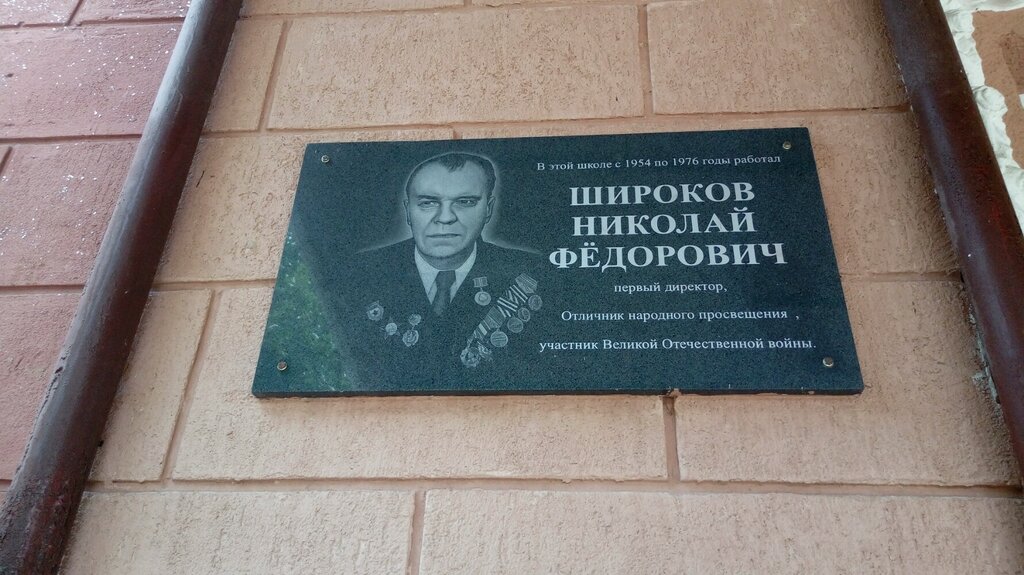 В этой школе с 1954 по 1976 годы работал
ШИРОКОВ
НИКОЛАЙ
ФЁДОРОВИЧ
первый директор,
Отличник народного просвещения ,
участник Великой Отечественной войны.